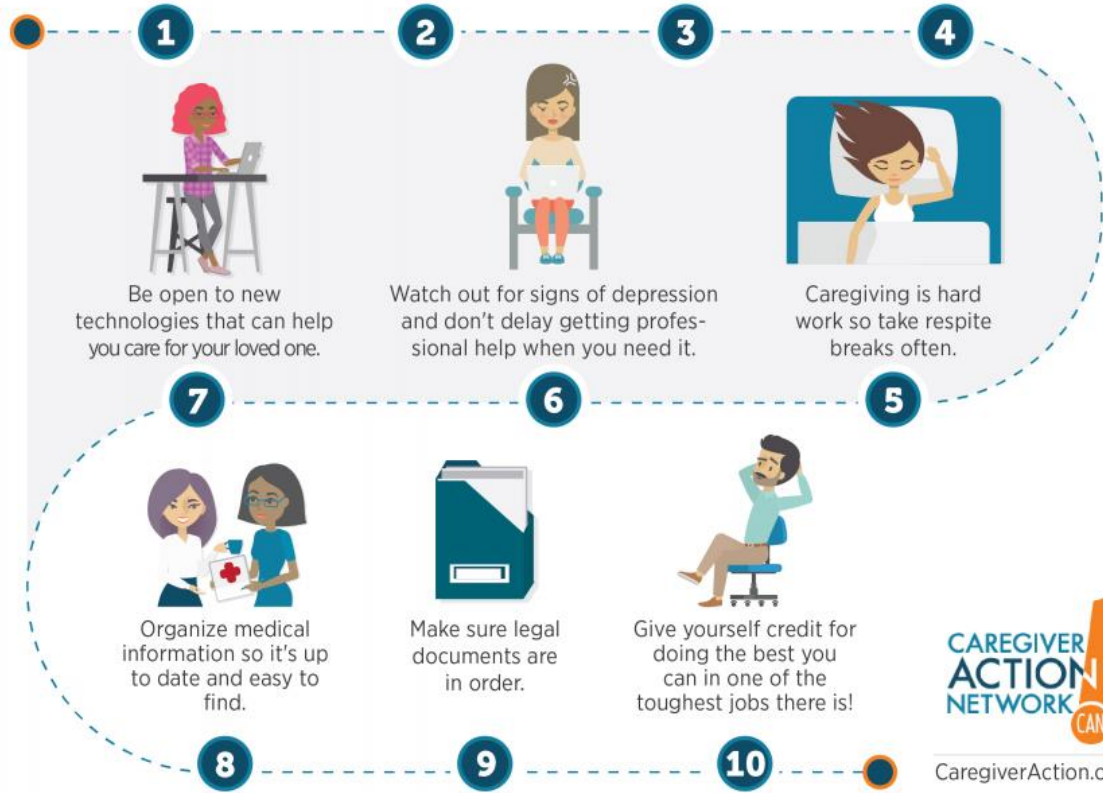 1
2
3
4
Be open to new
technologies that can help
you care for your loved one.
Watch out for signs of depression
and don't delay getting profes-
sional help when you need it.
Caregiving is hard
work so take respite
breaks often.
7
6
5
Organize medical
information so it's up
to date and easy to
find.
Make sure legal
documents are
in order.
Give yourself credit for
doing the best you
can in one of the
toughest jobs there is!
CAREGIVER
ACTION
NETWORK
CAN
8
9
10
CaregiverAction.o